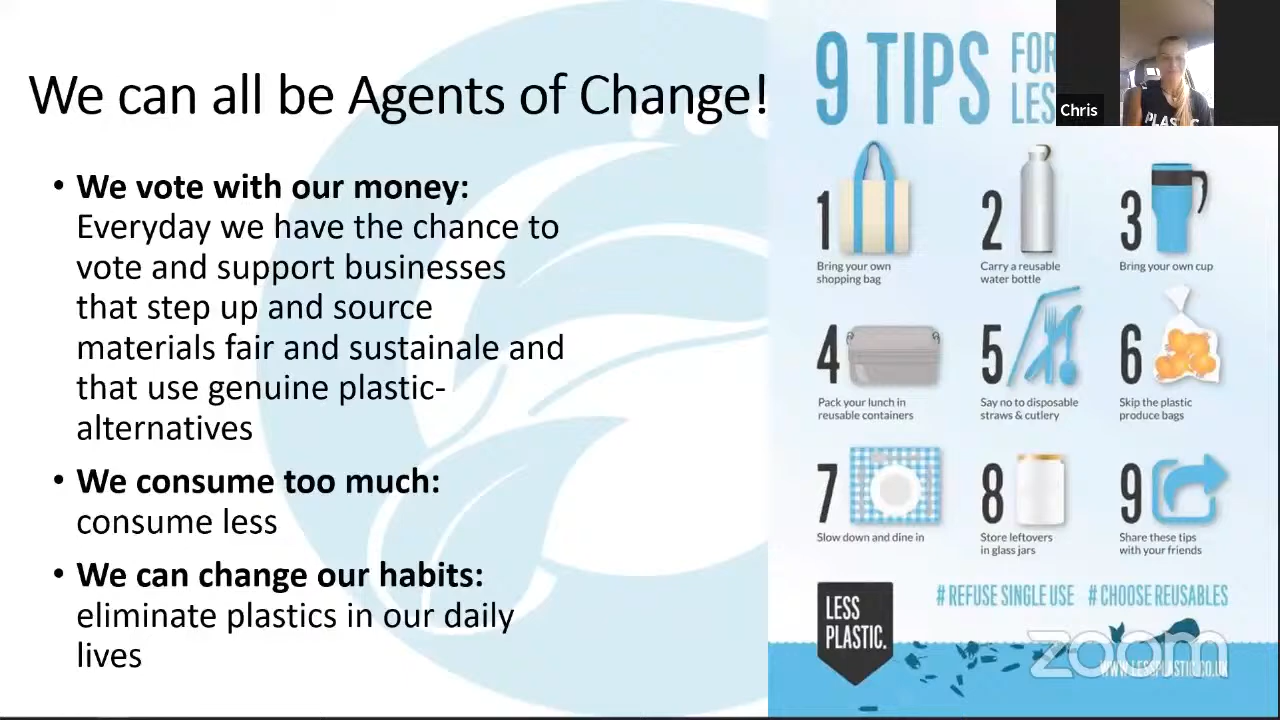 We can all be Agents of Change!
• We vote with our money:
Everyday we have the chance to
vote and support businesses
that step up and source
materials fair and sustainale and
that use genuine plastic-
alternatives
• We consume too much:
consume less
• We can change our habits:
eliminate plastics in our daily
lives
9 TIPS
FOR
LES
Chris
1
Bring your own
shopping bag
2
Carry a reusable
water bottle
3
Bring your own cup
4
Pack your lunch in
reusable containers
5
Say no to disposable
straws & cutlery
6
Skip the plastic
produce bags
7
Slow down and dine in
8
Store leftovers
in glass jars
9
Share these tips
with your friends
LESS
PLASTIC.
# REFUSE SINGLE USE # CHOOSE REUSABLES
zoom
WWW.LESSPLASTIC.CO.UK